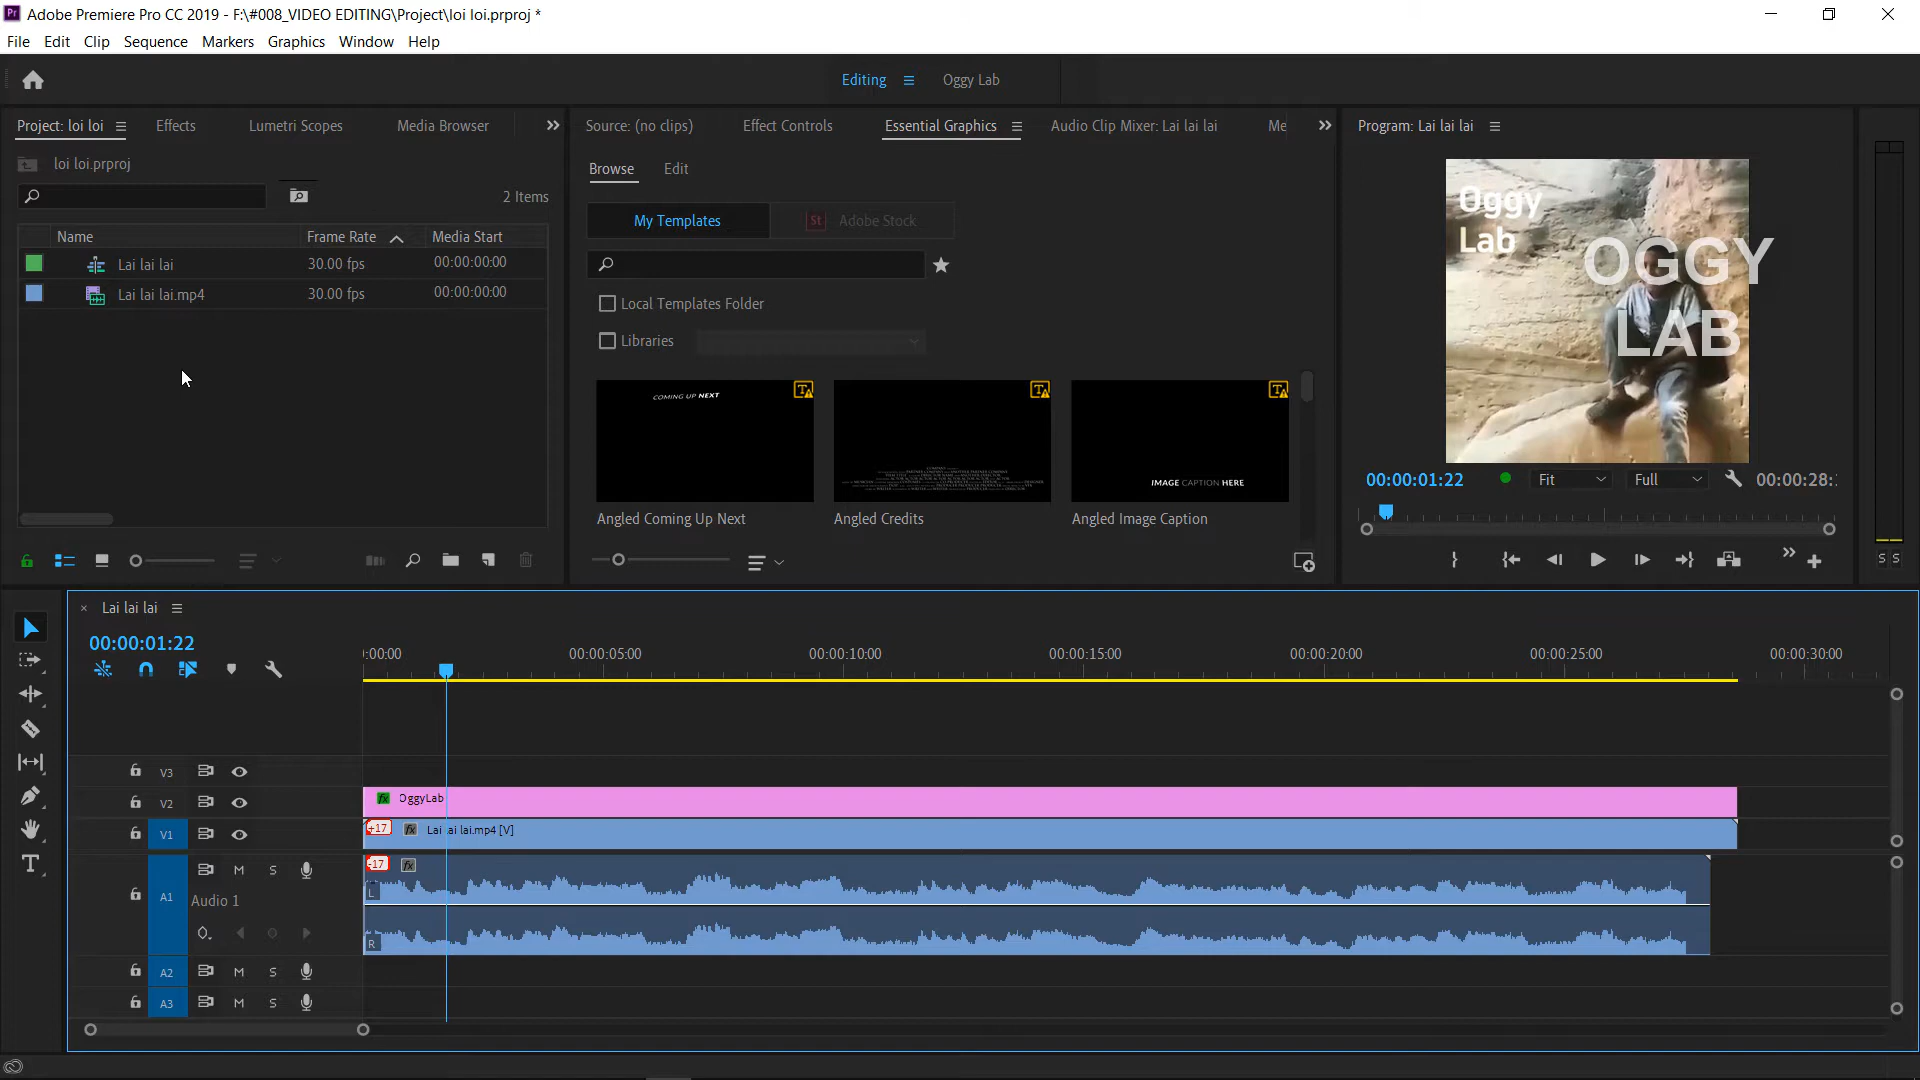 Adobe Premiere Pro CC 2019 - F:\#008_VIDEO EDITING\Project\loi loi.prproj *
File Edit Clip Sequence Markers Graphics Window Help
Editing Oggy Lab
Project: loi loi Effects Lumetri Scopes Media Browser
loi loi.prproj
2 Items
Name Frame Rate Media Start
Lai lai lai 30.00 fps 00:00:00:00
Lai lai lai.mp4 30.00 fps 00:00:00:00
Source: (no clips) Effect Controls Essential Graphics Audio Clip Mixer: Lai lai lai Me
Browse Edit
My Templates St Adobe Stock
Local Templates Folder
Libraries
COMING UP NEXT
IMAGE CAPTION HERE
Angled Coming Up Next Angled Credits Angled Image Caption
Program: Lai lai lai
Oggy
Lab
OGGY
LAB
00:00:01:22 Fit Full 00:00:28:
S S
Lai lai lai
00:00:01:22
:00:00 00:00:05:00 00:00:10:00 00:00:15:00 00:00:20:00 00:00:25:00 00:00:30:00
V3
V2 fx OggyLab
V1 +17 fx Lai lai lai.mp4 [V]
M S -17 fx
L
A1 Audio 1
R
A2 M S
A3 M S